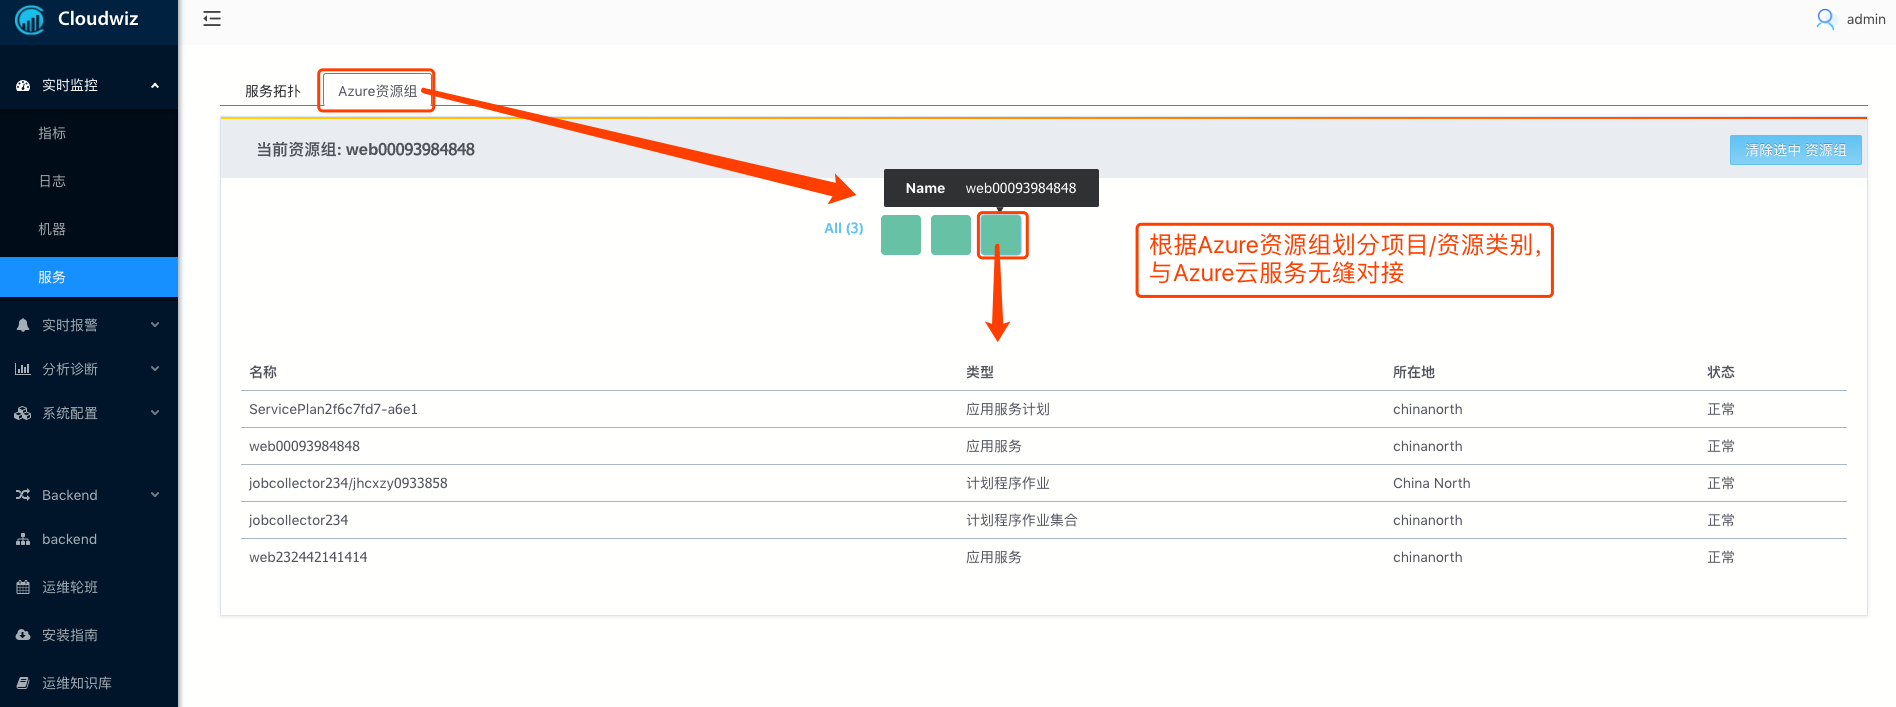 Cloudwiz
admin
实时监控
指标
日志
机器
服务
实时报警
分析诊断
系统配置
Backend
backend
运维轮班
安装指南
运维知识库
服务拓扑
Azure资源组
当前资源组: web00093984848
清除选中 资源组
Name web00093984848
All (3)
根据Azure资源组划分项目/资源类别,
与Azure云服务无缝对接
名称 类型 所在地 状态
ServicePlan2f6c7fd7-a6e1 应用服务计划 chinanorth 正常
web00093984848 应用服务 chinanorth 正常
jobcollector234/jhcxzy0933858 计划程序作业 China North 正常
jobcollector234 计划程序作业集合 chinanorth 正常
web232442141414 应用服务 chinanorth 正常